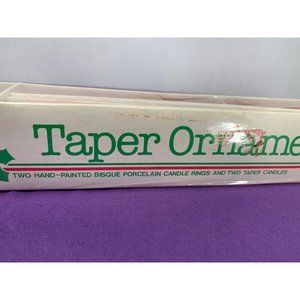 Taper Orname
TWO HAND-PAINTED BISQUE PORCELAIN CANDLE RINGS AND TWO TAPER CANDLES